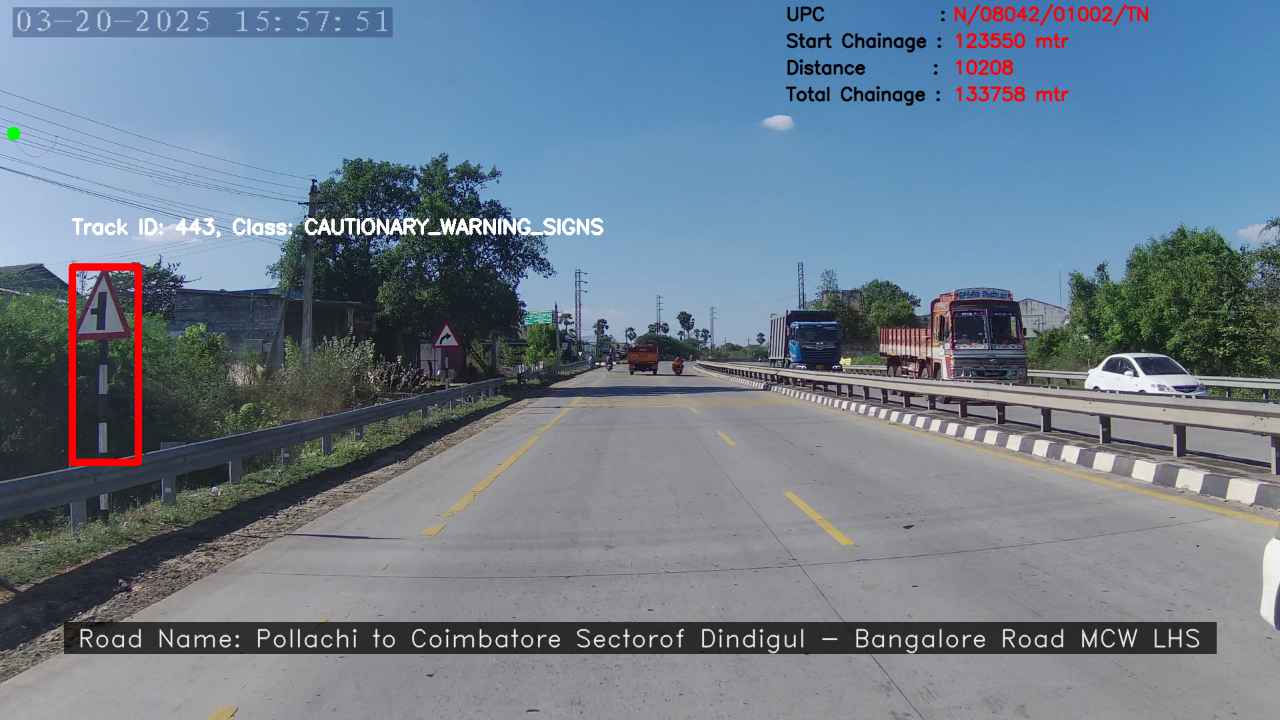 03-20-2025 15:57:51
UPC : N/08042/01002/TN
Start Chainage : 123550 mtr
Distance : 10208
Total Chainage : 133758 mtr
Track ID: 443, Class: CAUTIONARY_WARNING_SIGNS
Road Name: Pollachi to Coimbatore Sectorof Dindigul - Bangalore Road MCW LHS